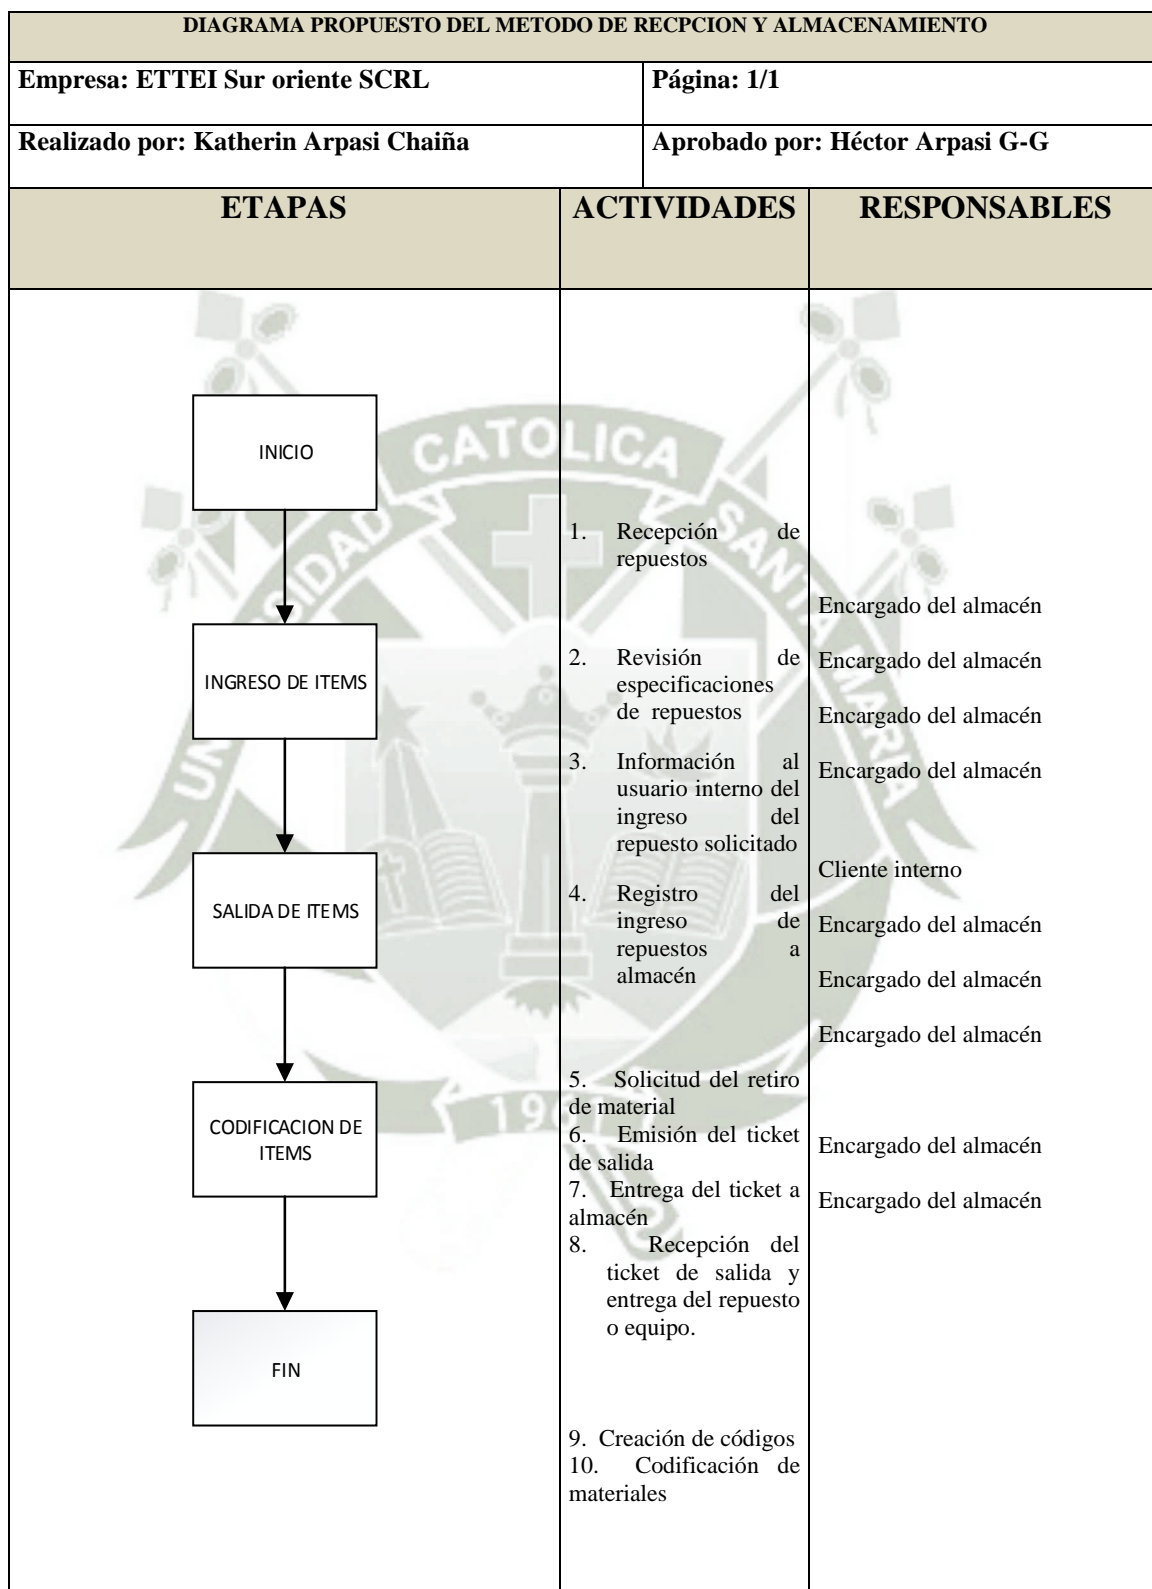 DIAGRAMA PROPUESTO DEL METODO DE RECPCION Y ALMACENAMIENTO
Empresa: ETTEI Sur oriente SCRL
Página: 1/1
Realizado por: Katherin Arpasi Chaiña
Aprobado por: Héctor Arpasi G-G
ETAPAS
ACTIVIDADES
RESPONSABLES
INICIO
INGRESO DE ITEMS
SALIDA DE ITEMS
CODIFICACION DE
ITEMS
FIN
1. Recepción de
repuestos
2. Revisión de
especificaciones
de repuestos
3. Información al
usuario interno del
ingreso del
repuesto solicitado
4. Registro del
ingreso de
repuestos a
almacén
5. Solicitud del retiro
de material
6. Emisión del ticket
de salida
7. Entrega del ticket a
almacén
8. Recepción del
ticket de salida y
entrega del repuesto
o equipo.
9. Creación de códigos
10. Codificación de
materiales
Encargado del almacén
Encargado del almacén
Encargado del almacén
Encargado del almacén
Cliente interno
Encargado del almacén
Encargado del almacén
Encargado del almacén
Encargado del almacén
Encargado del almacén
CATOLICA
SANTA MARIA